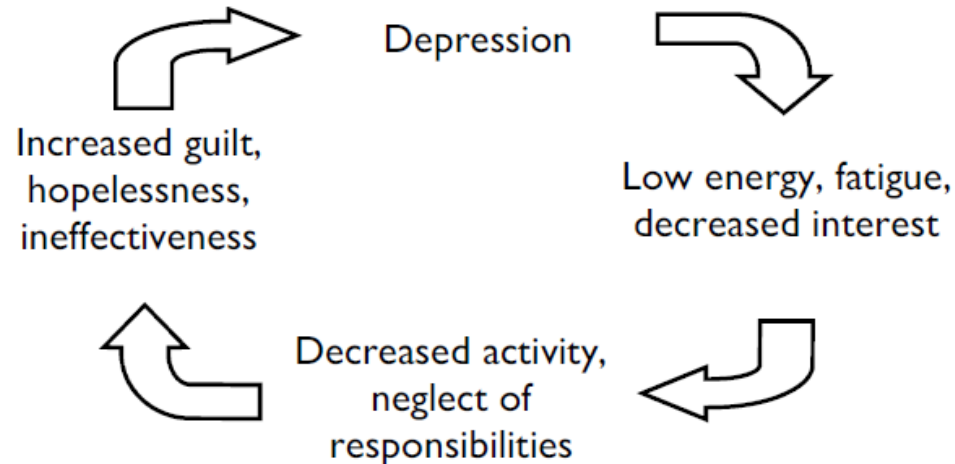 Depression
Low energy, fatigue,
decreased interest
Decreased activity,
neglect of
responsibilities
Increased guilt,
hopelessness,
ineffectiveness